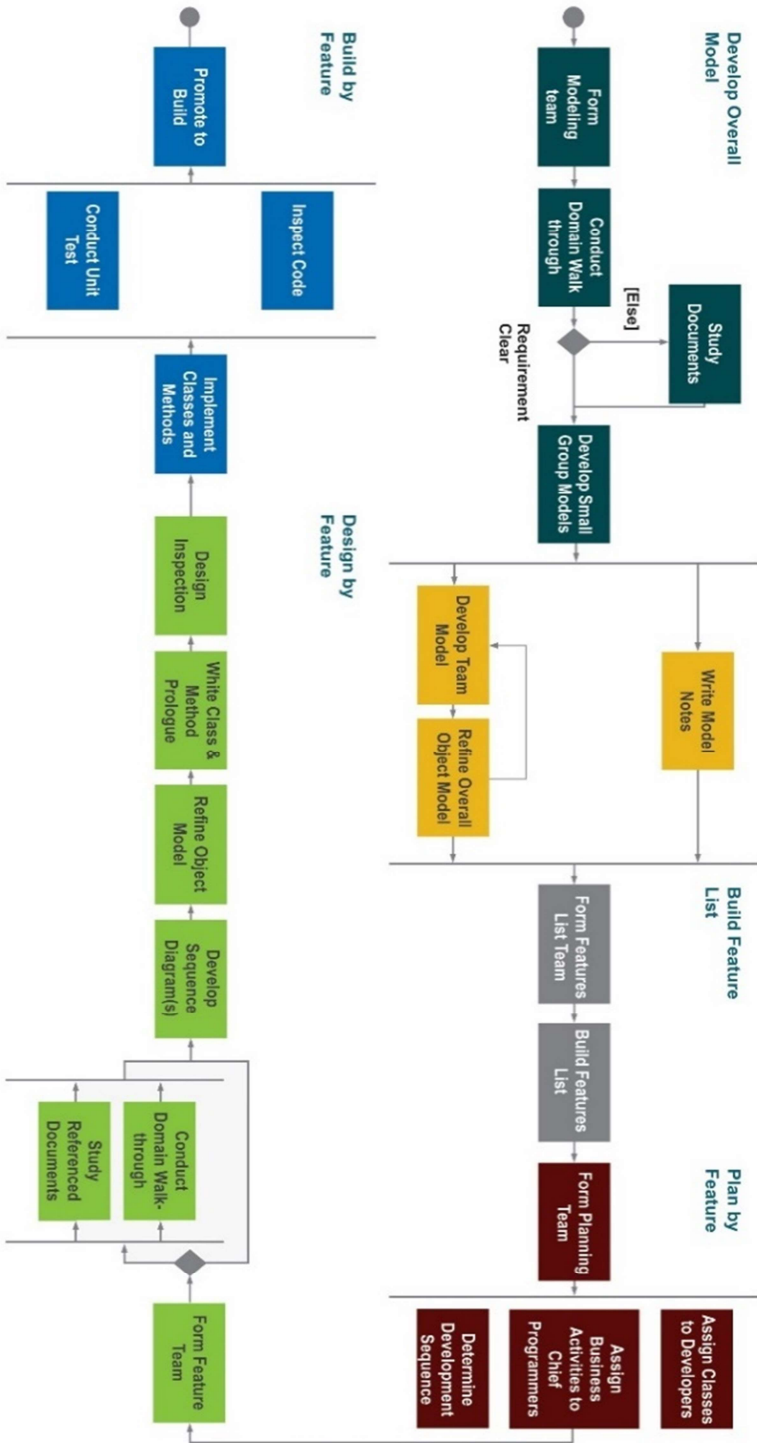 Develop Overall
Model
Form
Modeling
team
Conduct
Domain Walk
through
[Else]
Requirement
Clear
Study
Documents
Develop Small
Group Models
Write Model
Notes
Develop Team
Model
Refine Overall
Object Model
Build Feature
List
Form Features
List Team
Build Features
List
Plan by
Feature
Form Planning
Team
Assign Classes
to Developers
Assign
Business
Activities to
Chief
Programmers
Determine
Development
Sequence
Form Feature
Team
Conduct
Domain Walk-
through
Study
Referenced
Documents
Develop
Sequence
Diagram(s)
Refine Object
Model
White Class &
Method
Prologue
Design
Inspection
Design by
Feature
Implement
Classes and
Methods
Inspect Code
Conduct Unit
Test
Promote to
Build
Build by
Feature